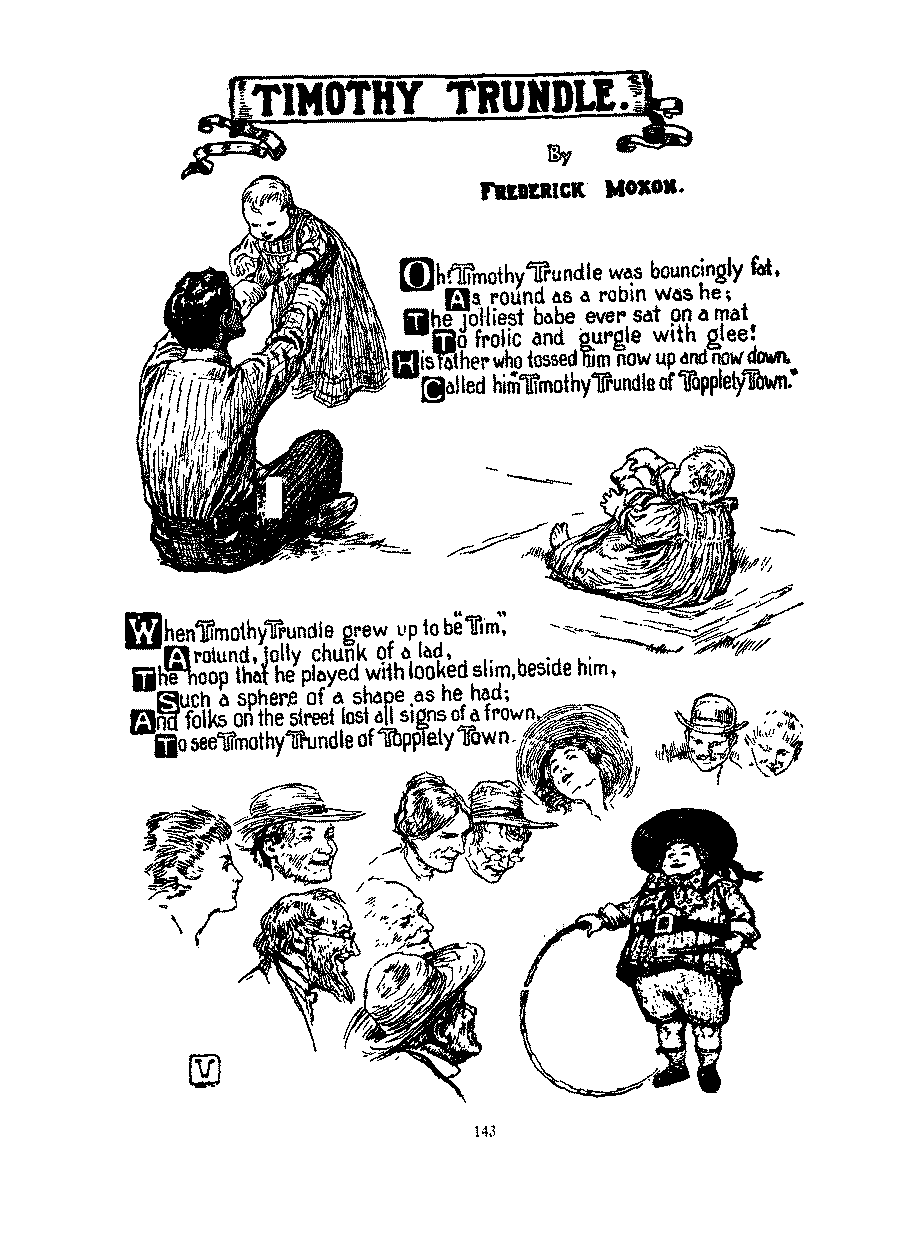 TIMOTHY TRUNDLE.
By
FREDERICK MOXON.
Oh! Timothy Trundle was bouncingly fat,
As round as a robin was he;
The jolliest babe ever sat on a mat
To frolic and gurgle with glee!
His father who tossed him now up and now down,
Called him "Timothy Trundle of Topplety Town."
When Timothy Trundle grew up to be "Tim,"
A rotund, jolly chunk of a lad,
The hoop that he played with looked slim, beside him,
Such a sphere of a shape as he had;
And folks on the street lost all signs of a frown,
To see Timothy Trundle of Topplety Town.
V
143